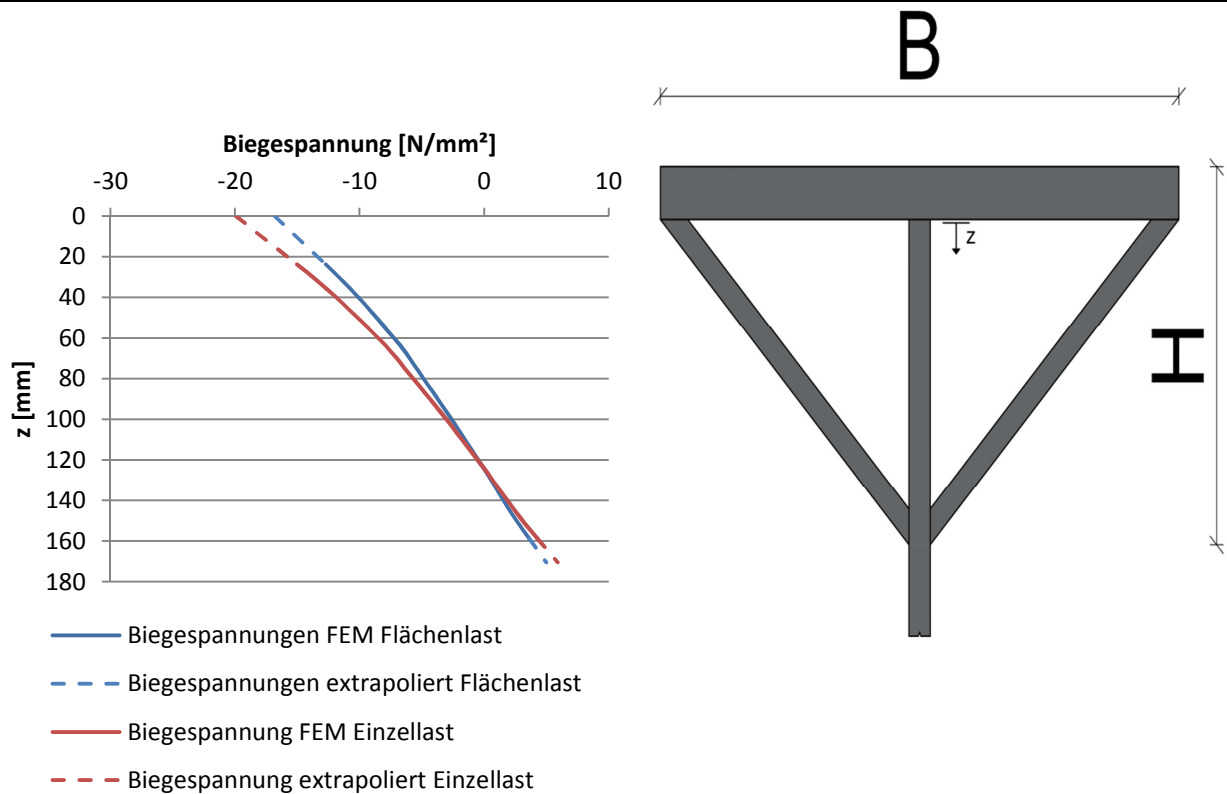 B
Biegespannung [N/mm²]
-30 -20 -10 0 10
0
20
40
60
80
100
120
140
160
180
z [mm]
z
H
Biegespannungen FEM Flächenlast
Biegespannungen extrapoliert Flächenlast
Biegespannung FEM Einzellast
Biegespannung extrapoliert Einzellast